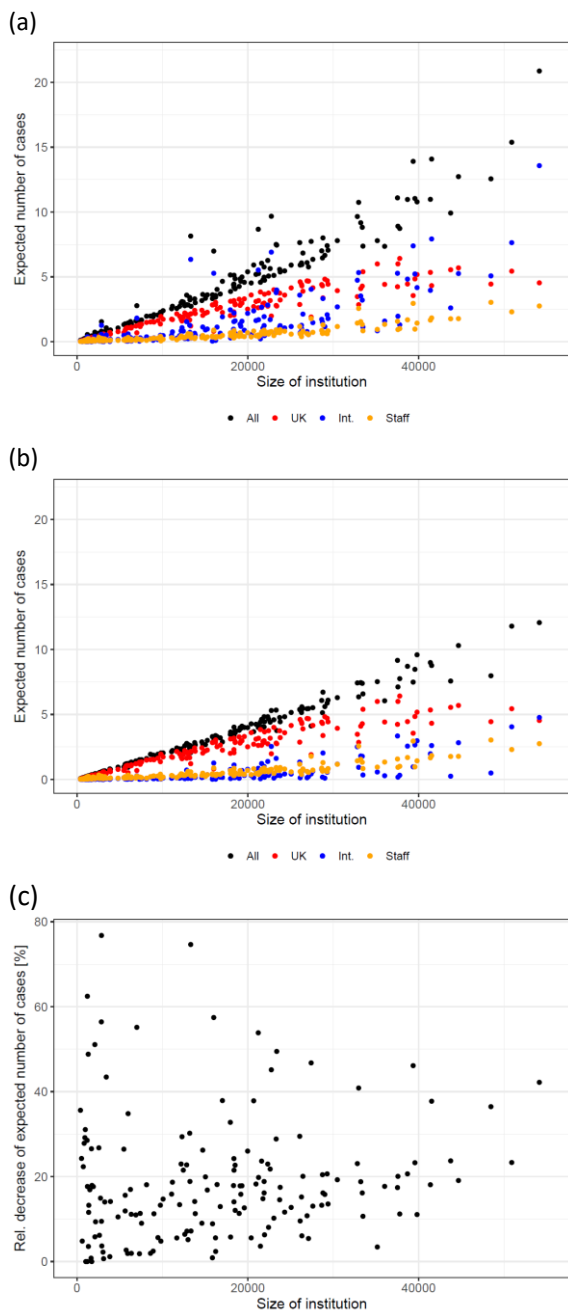 (a)
Expected number of cases
20
15
10
5
0
0 20000 40000
Size of institution
All UK Int. Staff
(b)
Expected number of cases
20
15
10
5
0
0 20000 40000
Size of institution
All UK Int. Staff
(c)
Rel. decrease of expected number of cases [%]
80
60
40
20
0
0 20000 40000
Size of institution